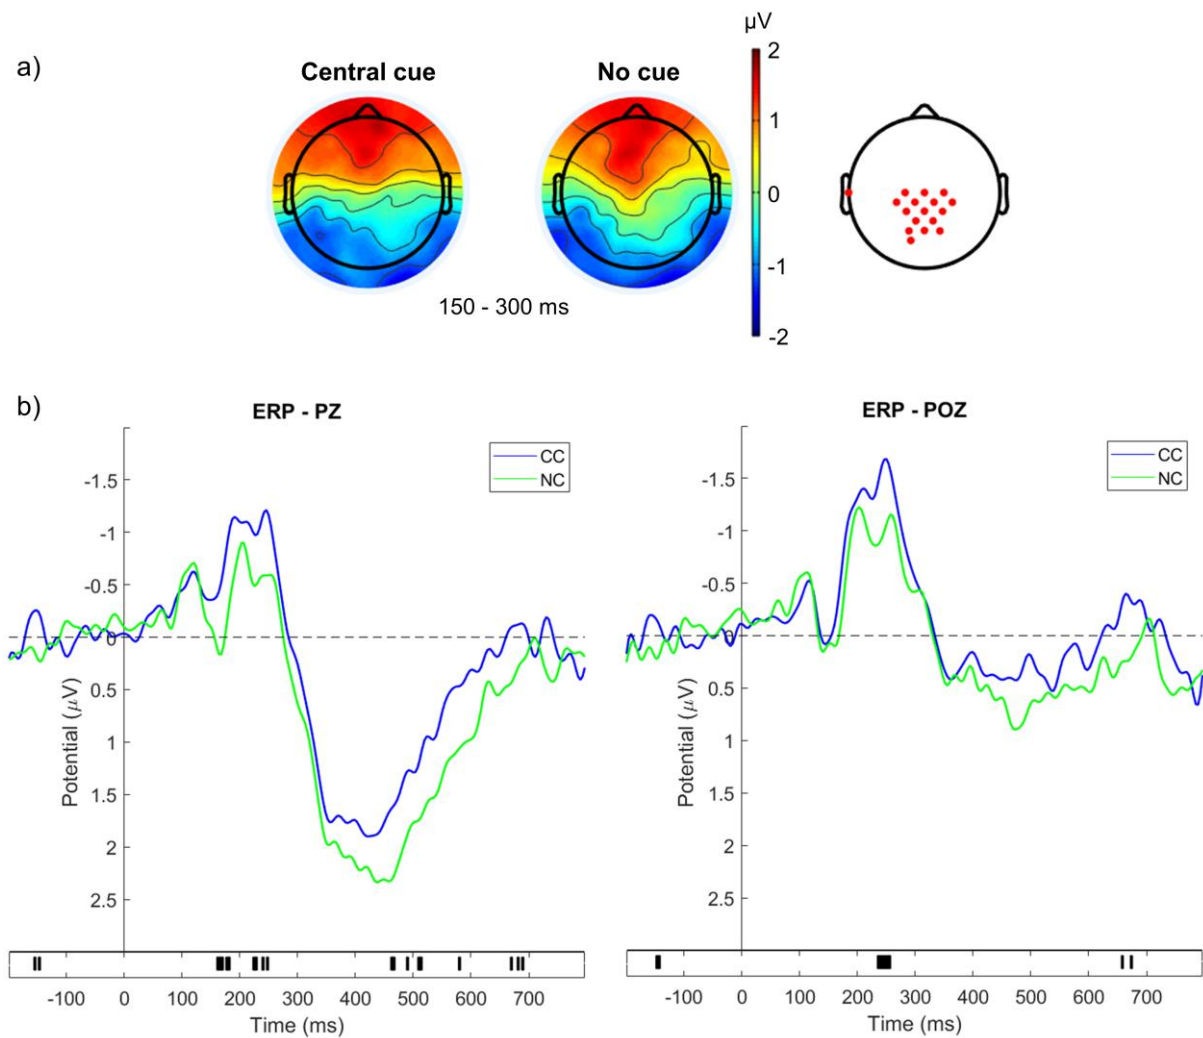 a)
Central cue
No cue
µV
2
1
0
-1
-2
150 - 300 ms
b)
ERP - PZ
CC
NC
-1.5
-1
-0.5
0
0.5
1
1.5
2
2.5
Potential (µV)
-100 0 100 200 300 400 500 600 700
Time (ms)
ERP - POZ
CC
NC
-1.5
-1
-0.5
0
0.5
1
1.5
2
2.5
Potential (µV)
-100 0 100 200 300 400 500 600 700
Time (ms)